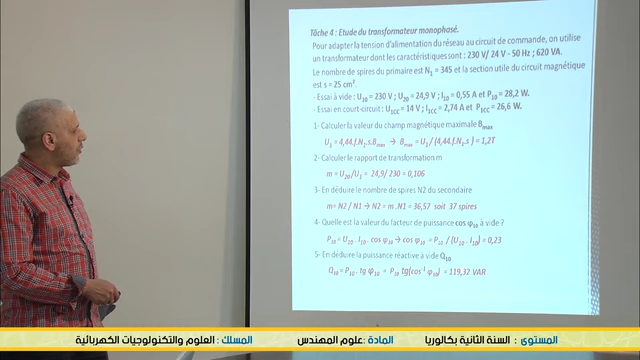 Tâche 4 : Etude du transformateur monophasé.
Pour adapter la tension d'alimentation du réseau au circuit de commande, on utilise
un transformateur dont les caractéristiques sont : 230 V/ 24 V - 50 Hz ; 620 VA.
Le nombre de spires du primaire est N1 = 345 et la section utile du circuit magnétique
est s = 25 cm².
- Essai à vide : U10 = 230 V ; U20 = 24,9 V ; I10 = 0,55 A et P10 = 28,2 W.
- Essai en court-circuit : U1CC = 14 V ; I1CC = 2,74 A et P1CC = 26,6 W.
1- Calculer la valeur du champ magnétique maximale Bmax
U1 = 4,44.f.N1.s.Bmax → Bmax = U1 / (4,44.f.N1.s ) = 1,2T
2- Calculer le rapport de transformation m
m = U20 / U1 = 24,9 / 230 = 0,106
3- En déduire le nombre de spires N2 du secondaire
m= N2 / N1 → N2 = m .N1 = 36,57 soit 37 spires
4- Quelle est la valeur du facteur de puissance cos φ10 à vide ?
P10 = U10 . I10 . cos φ10 → cos φ10 = P10 / (U10 . I10) = 0,23
5- En déduire la puissance réactive à vide Q10
Q10 = P10 . tg φ10 = P10 tg(cos⁻¹ φ10) = 119,32 VAR
المستوى : السنة الثانية بكالوريا المادة : علوم المهندس المسلك : العلوم والتكنولوجيات الكهربائية